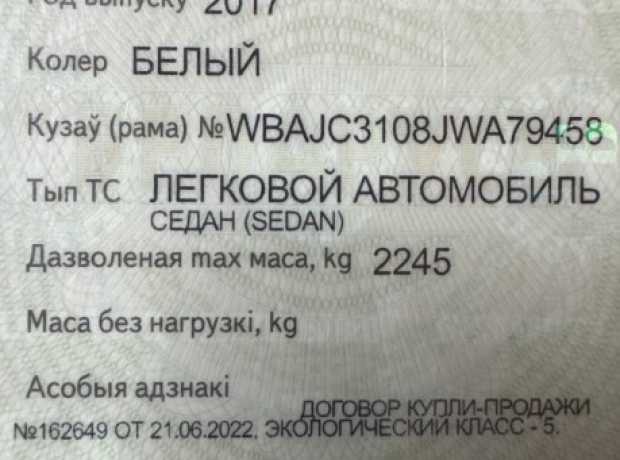 Год выпуску 2017
Колер БЕЛЫЙ
Кузаў (рама) №WBAJC3108JWA79458
Тып ТС ЛЕГКОВОЙ АВТОМОБИЛЬ
СЕДАН (SEDAN)
Дазволеная max маса, kg 2245
Маса без нагрузкі, kg
Асобыя адзнакі
ДОГОВОР КУПЛИ-ПРОДАЖИ
№162649 ОТ 21.06.2022, ЭКОЛОГИЧЕСКИЙ КЛАСС - 5.